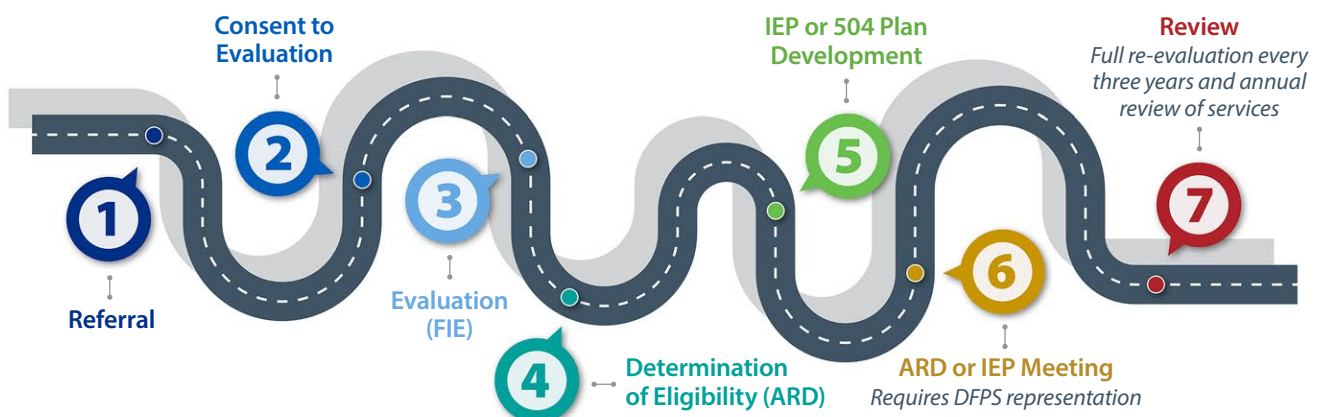 1
Referral
2
Consent to
Evaluation
3
Evaluation
(FIE)
4
Determination
of Eligibility (ARD)
5
IEP or 504 Plan
Development
6
ARD or IEP Meeting
Requires DFPS representation
7
Review
Full re-evaluation every
three years and annual
review of services